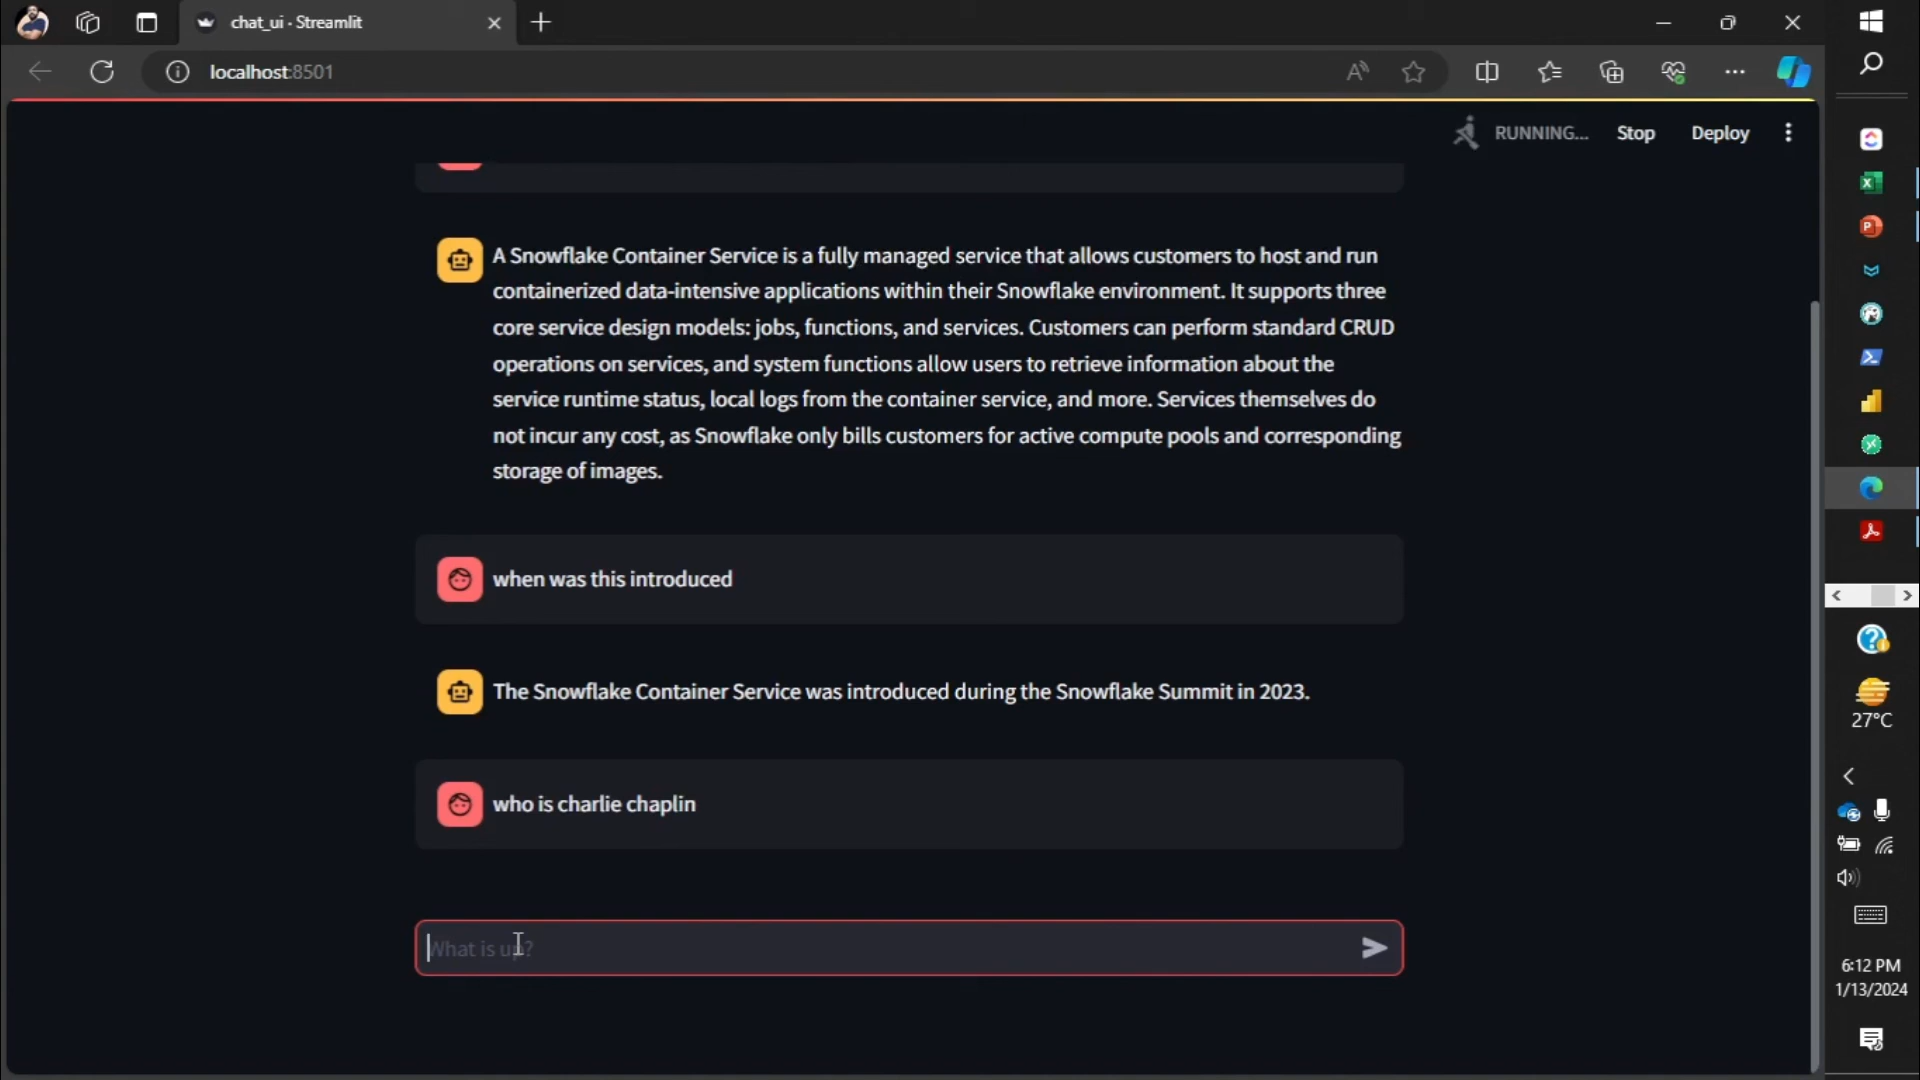 chat_ui · Streamlit
localhost:8501
RUNNING...
Stop
Deploy
A Snowflake Container Service is a fully managed service that allows customers to host and run
containerized data-intensive applications within their Snowflake environment. It supports three
core service design models: jobs, functions, and services. Customers can perform standard CRUD
operations on services, and system functions allow users to retrieve information about the
service runtime status, local logs from the container service, and more. Services themselves do
not incur any cost, as Snowflake only bills customers for active compute pools and corresponding
storage of images.
when was this introduced
The Snowflake Container Service was introduced during the Snowflake Summit in 2023.
who is charlie chaplin
What is up?
27°C
6:12 PM
1/13/2024